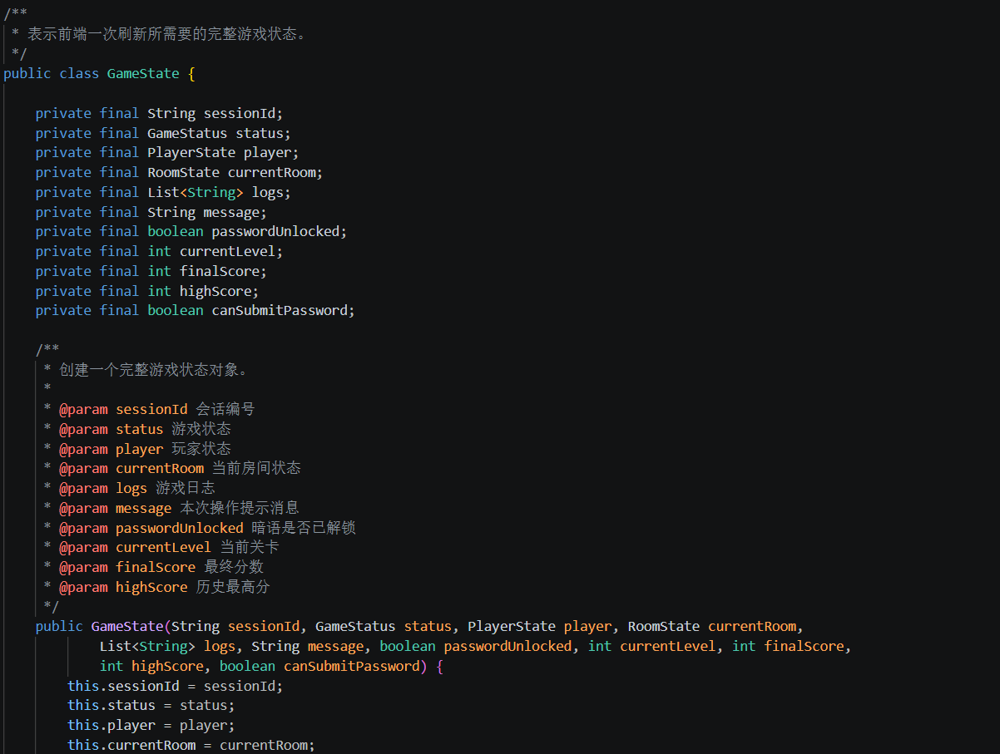 /**
 * 表示前端一次刷新所需要的完整游戏状态。
 */
public class GameState {
    private final String sessionId;
    private final GameStatus status;
    private final PlayerState player;
    private final RoomState currentRoom;
    private final List<String> logs;
    private final String message;
    private final boolean passwordUnlocked;
    private final int currentLevel;
    private final int finalScore;
    private final int highScore;
    private final boolean canSubmitPassword;
    /**
     * 创建一个完整游戏状态对象。
     *
     * @param sessionId 会话编号
     * @param status 游戏状态
     * @param player 玩家状态
     * @param currentRoom 当前房间状态
     * @param logs 游戏日志
     * @param message 本次操作提示消息
     * @param passwordUnlocked 暗语是否已解锁
     * @param currentLevel 当前关卡
     * @param finalScore 最终分数
     * @param highScore 历史最高分
     */
    public GameState(String sessionId, GameStatus status, PlayerState player, RoomState currentRoom,
            List<String> logs, String message, boolean passwordUnlocked, int currentLevel, int finalScore,
            int highScore, boolean canSubmitPassword) {
        this.sessionId = sessionId;
        this.status = status;
        this.player = player;
        this.currentRoom = currentRoom;